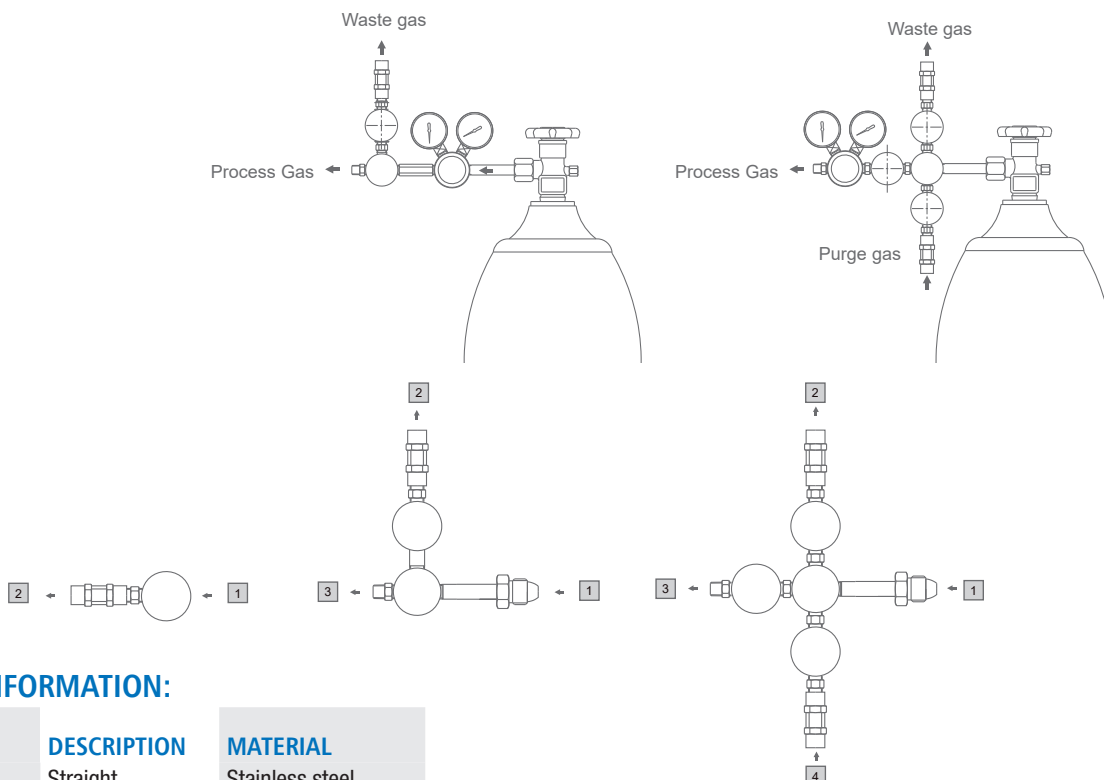 Waste gas
Waste gas
Process Gas
Process Gas
Purge gas
2
2
2
1
3
1
3
1
NFORMATION:
DESCRIPTION MATERIAL
Straight Stainless steel
4